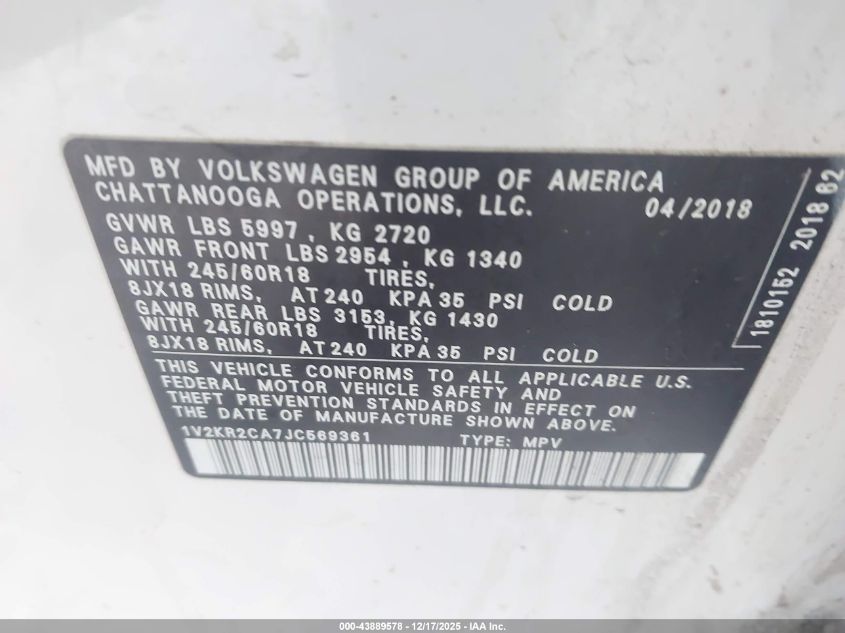 MFD BY VOLKSWAGEN GROUP OF AMERICA
CHATTANOOGA OPERATIONS, LLC. 04/2018
GVWR LBS 5997, KG 2720
GAWR FRONT LBS 2954, KG 1340
WITH 245/60R18 TIRES,
8JX18 RIMS, AT 240 KPA 35 PSI COLD
GAWR REAR LBS 3153, KG 1430
WITH 245/60R18 TIRES,
8JX18 RIMS, AT 240 KPA 35 PSI COLD
THIS VEHICLE CONFORMS TO ALL APPLICABLE U.S.
FEDERAL MOTOR VEHICLE SAFETY AND
THEFT PREVENTION STANDARDS IN EFFECT ON
THE DATE OF MANUFACTURE SHOWN ABOVE.
1V2KR2CA7JC569361 TYPE: MPV
1810152 2018 62
000-43889578 - 12/17/2025 - IAA Inc.